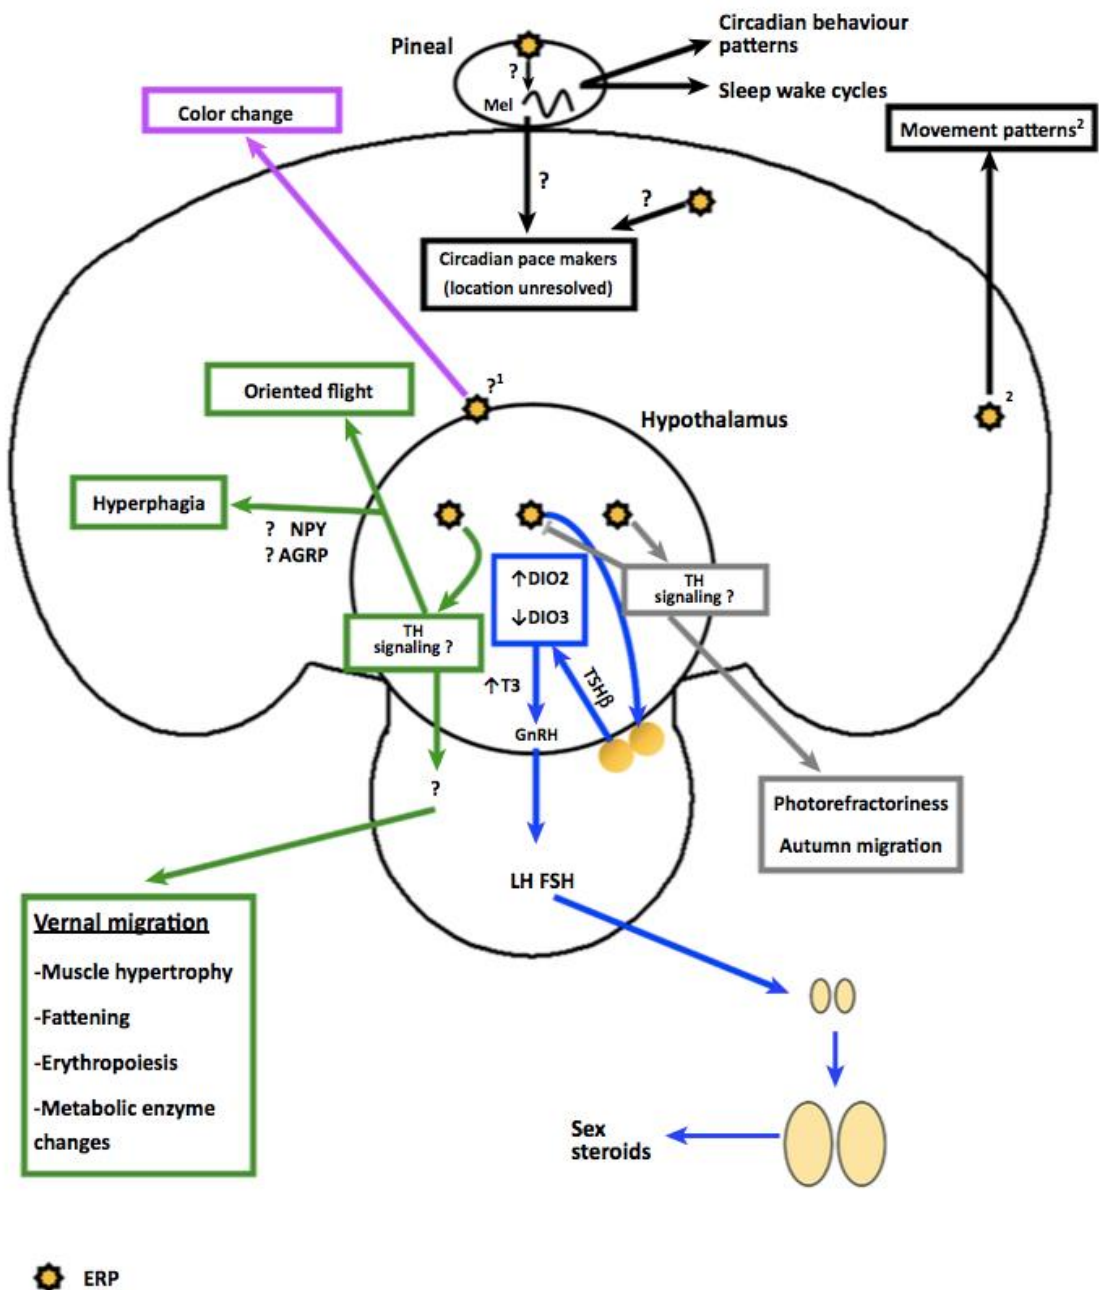 Circadian behaviour
patterns
Pineal
?
Mel
Sleep wake cycles
Color change
Movement patterns²
?
?
Circadian pace makers
(location unresolved)
Oriented flight
?¹
2
Hypothalamus
Hyperphagia
? NPY
? AGRP
↑DIO2
↓DIO3
TH
signaling ?
TH
signaling ?
↑T3
TSHβ
GnRH
?
Photorefractoriness
Autumn migration
LH FSH
Vernal migration
-Muscle hypertrophy
-Fattening
-Erythropoiesis
-Metabolic enzyme
changes
Sex
steroids
ERP